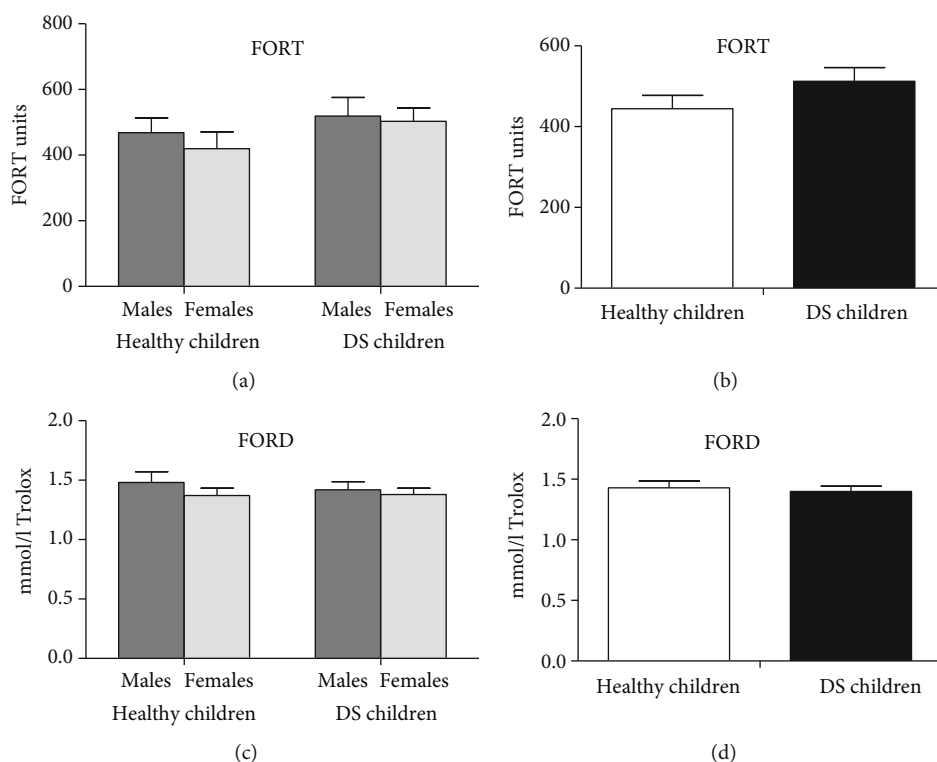 FORT
800
600
400
200
0
FORT units
Males Females Males Females
Healthy children DS children
(a)
FORT
600
400
200
0
FORT units
Healthy children DS children
(b)
FORD
2.0
1.5
1.0
0.5
0.0
mmol/l Trolox
Males Females Males Females
Healthy children DS children
(c)
FORD
2.0
1.5
1.0
0.5
0.0
mmol/l Trolox
Healthy children DS children
(d)